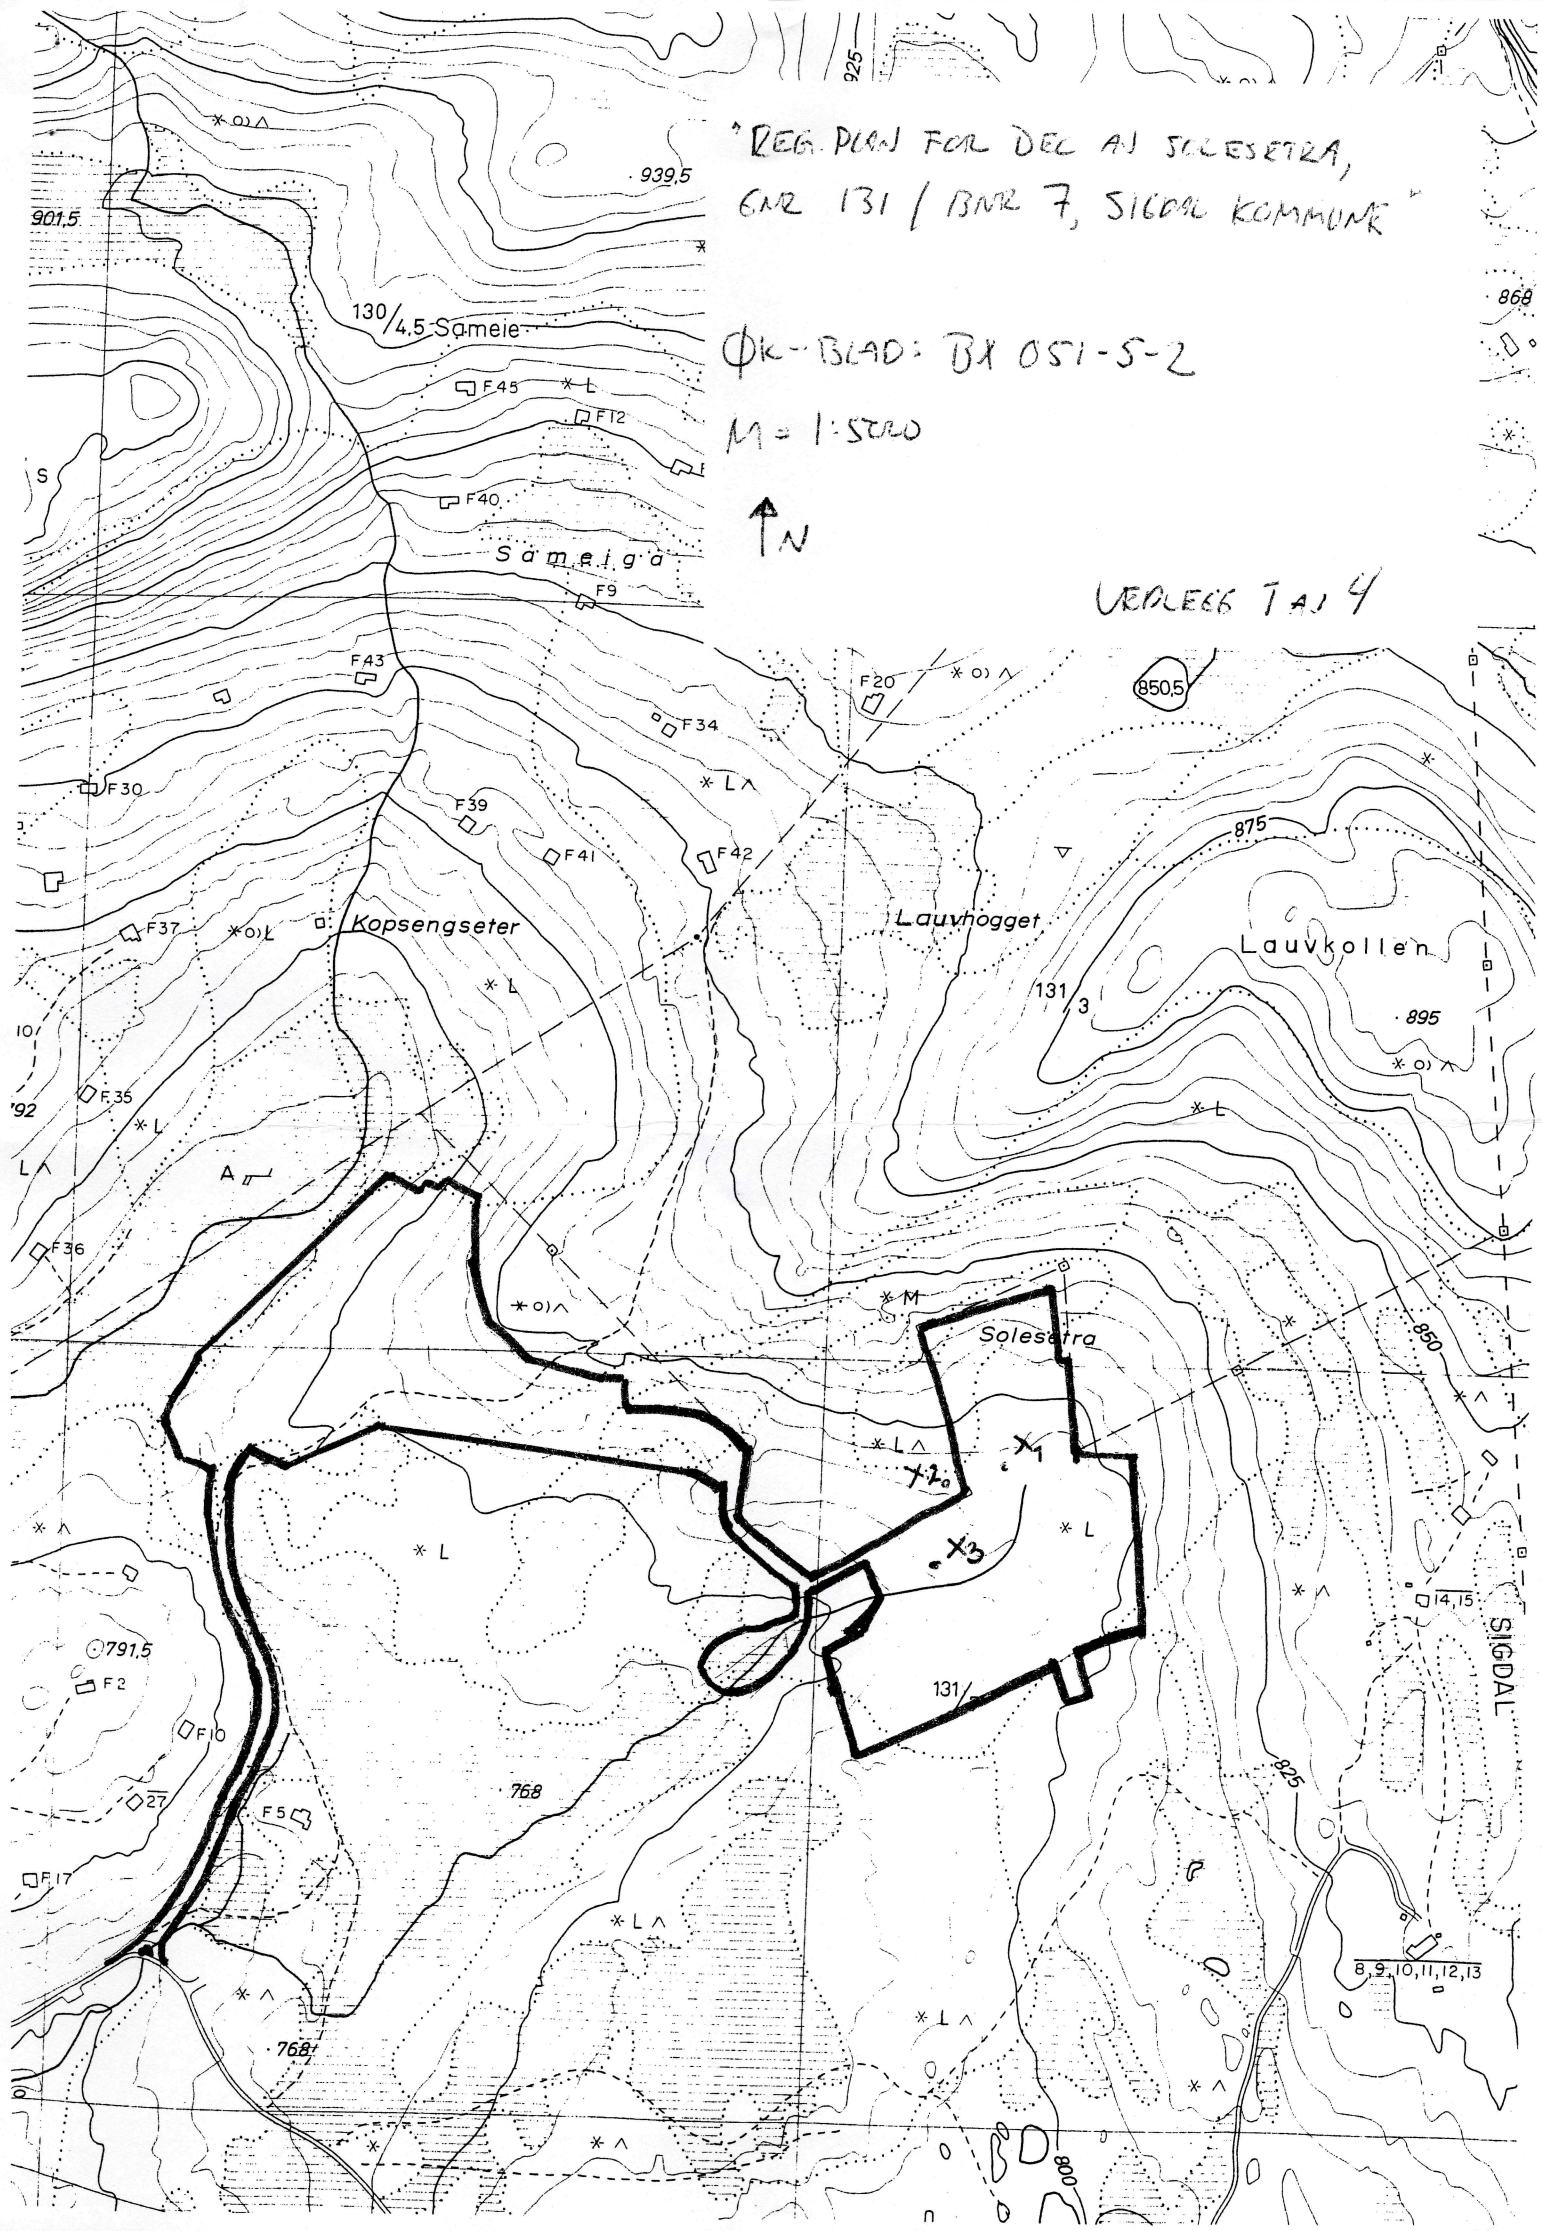 925
"REG. PLAN FOR DEL AV SOLESETRA,
GNR 131 / BNR 7, SIGDAL KOMMUNE"
ØK-BLAD: BX 051-5-2
M = 1:5000
N
VEDLEGG 1 AV 4
939,5
901,5
868
130/4,5 Sameie
F45
L
F12
S
F40
Sameiga
F9
F43
F20
850,5
F34
L
F30
F39
F41
F42
875
F37
L
Kopsengseter
Lauvhogget
Lauvkollen
L
131/3
895
10
F35
792
L
L
L
A
F36
M
Solesetra
850
L
X1
X2
L
X3
L
14,15
SIGDAL
791,5
F2
F10
131/
27
768
825
F5
F17
L
8,9,10,11,12,13
L
768
800